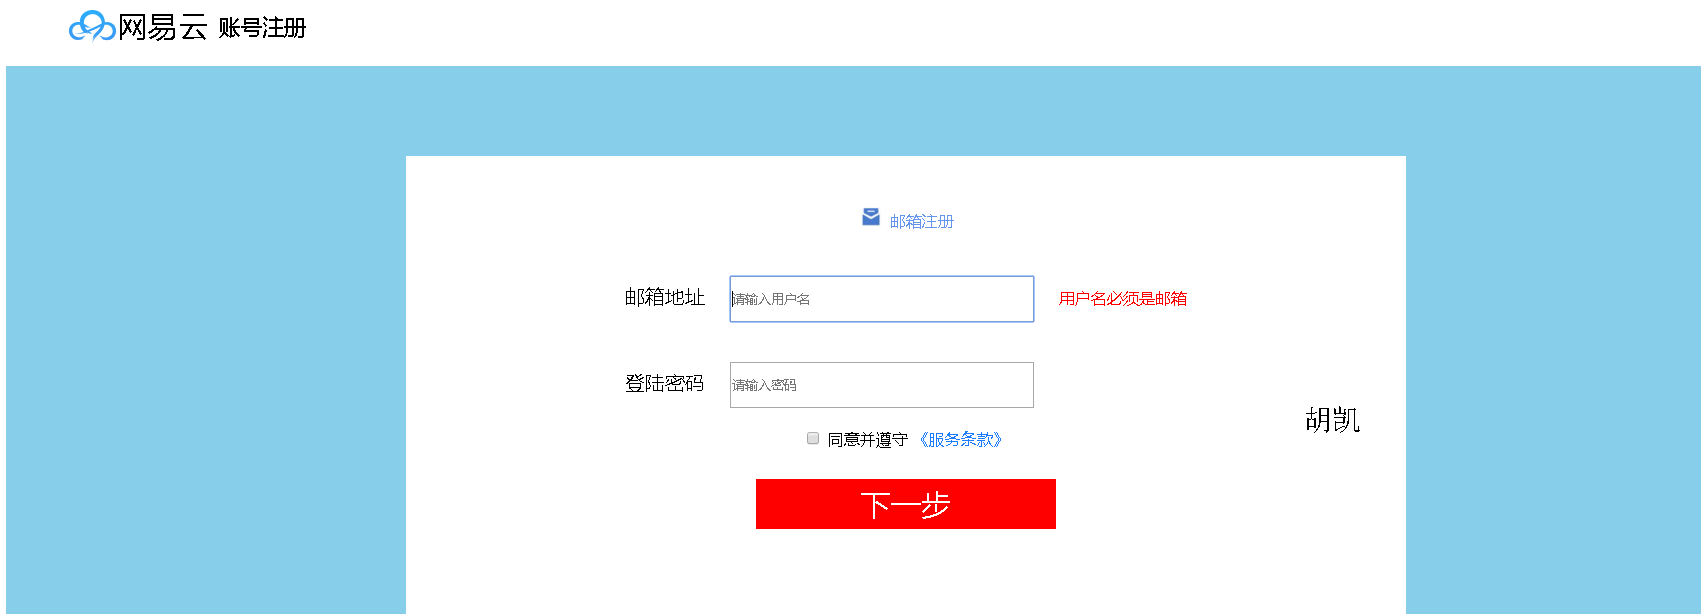 网易云 账号注册
邮箱注册
邮箱地址 请输入用户名 用户名必须是邮箱
登陆密码 请输入密码
胡凯
同意并遵守 《服务条款》
下一步